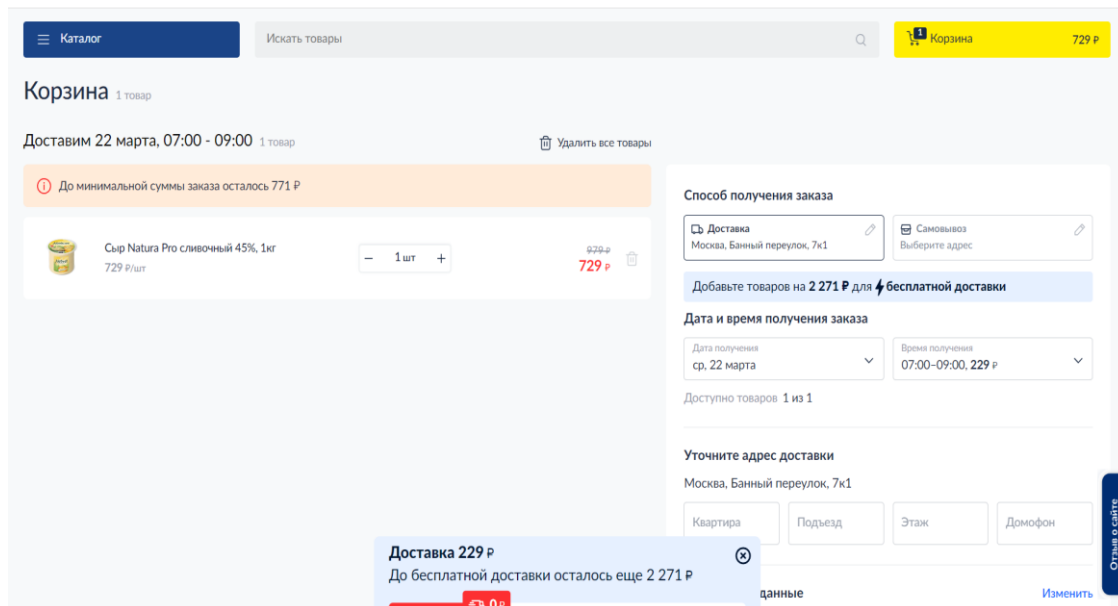 Каталог
Искать товары
1
Корзина
729 ₽
Корзина 1 товар
Доставим 22 марта, 07:00 - 09:00 1 товар
Удалить все товары
До минимальной суммы заказа осталось 771 ₽
Сыр Natura Pro сливочный 45%, 1кг
729 ₽/шт
− 1 шт +
979 ₽
729 ₽
Способ получения заказа
Доставка
Москва, Банный переулок, 7к1
Самовывоз
Выберите адрес
Добавьте товаров на 2 271 ₽ для бесплатной доставки
Дата и время получения заказа
Дата получения
ср, 22 марта
Время получения
07:00–09:00, 229 ₽
Доступно товаров 1 из 1
Уточните адрес доставки
Москва, Банный переулок, 7к1
Квартира
Подъезд
Этаж
Домофон
Отзыв о сайте
Доставка 229 ₽
До бесплатной доставки осталось еще 2 271 ₽
0 ₽
данные
Изменить